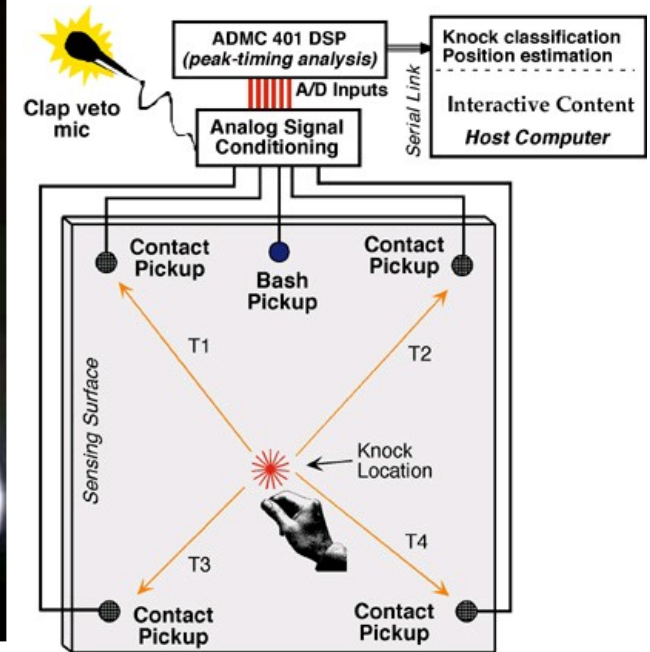 ADMC 401 DSP
(peak-timing analysis)
Knock classification
Position estimation
Interactive Content
Host Computer
Serial Link
A/D Inputs
Clap veto
mic
Analog Signal
Conditioning
Contact
Pickup
Bash
Pickup
Contact
Pickup
T1
T2
Sensing Surface
Knock
Location
T3
T4
Contact
Pickup
Contact
Pickup